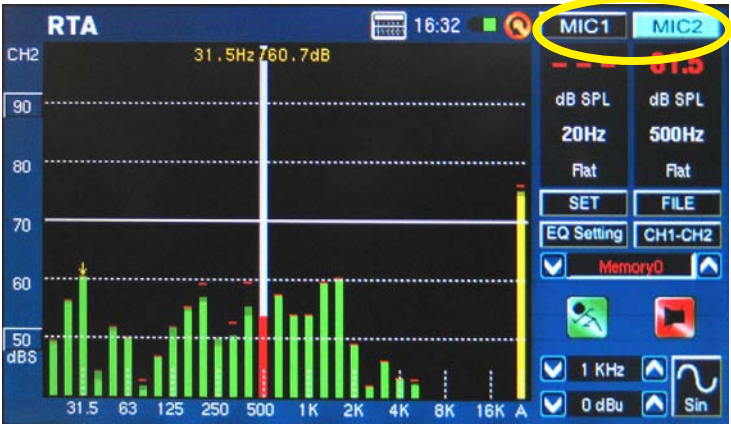 RTA 16:32 MIC1 MIC2
CH2 31.5Hz/60.7dB --- 61.5
dB SPL dB SPL
90
20Hz 500Hz
80 Flat Flat
SET FILE
70 EQ Setting CH1-CH2
Memory0
60
50
dBS
1 KHz
31.5 63 125 250 500 1K 2K 4K 8K 16K A 0 dBu Sin